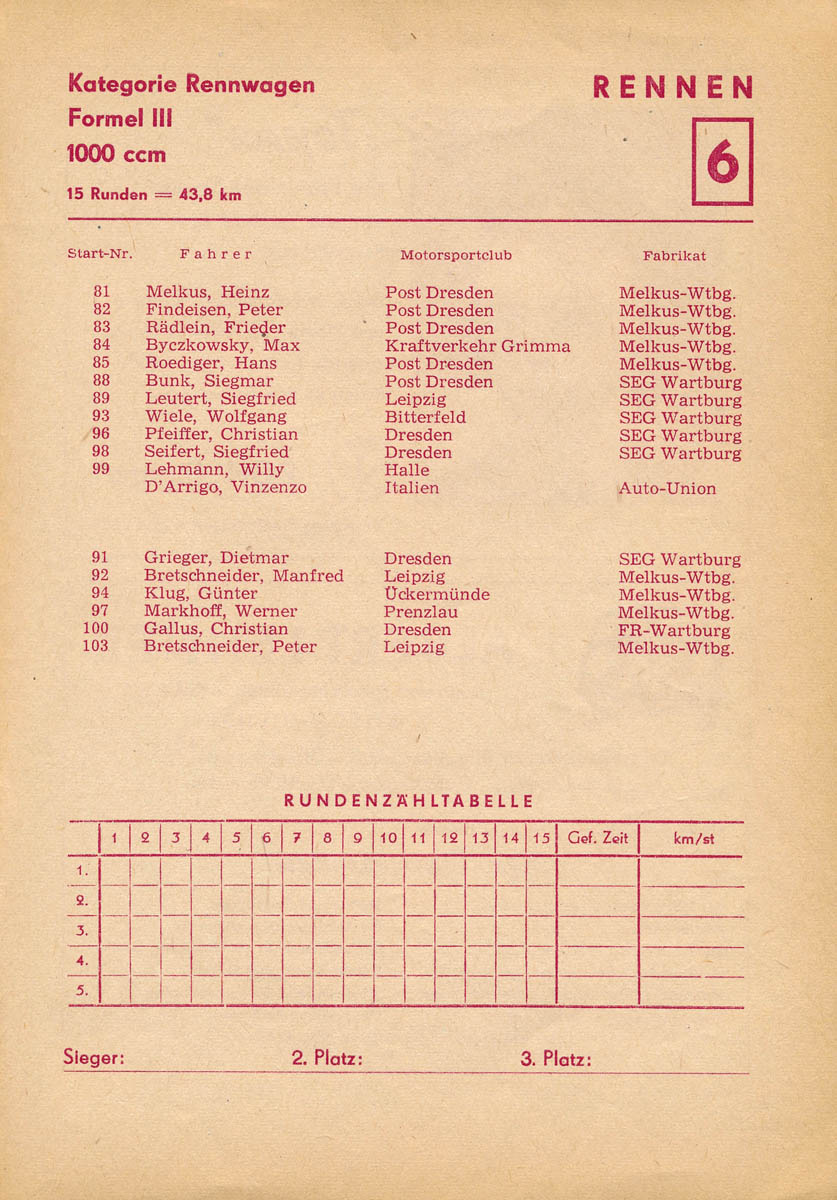 Kategorie Rennwagen
Formel III
1000 ccm
15 Runden = 43,8 km
RENNEN
6
Start-Nr. Fahrer Motorsportclub Fabrikat
81 Melkus, Heinz Post Dresden Melkus-Wtbg.
82 Findeisen, Peter Post Dresden Melkus-Wtbg.
83 Rädlein, Frieder Post Dresden Melkus-Wtbg.
84 Byczkowsky, Max Kraftverkehr Grimma Melkus-Wtbg.
85 Roediger, Hans Post Dresden Melkus-Wtbg.
88 Bunk, Siegmar Post Dresden SEG Wartburg
89 Leutert, Siegfried Leipzig SEG Wartburg
93 Wiele, Wolfgang Bitterfeld SEG Wartburg
96 Pfeiffer, Christian Dresden SEG Wartburg
98 Seifert, Siegfried Dresden SEG Wartburg
99 Lehmann, Willy Halle
D'Arrigo, Vinzenzo Italien Auto-Union
91 Grieger, Dietmar Dresden SEG Wartburg
92 Bretschneider, Manfred Leipzig Melkus-Wtbg.
94 Klug, Günter Ückermünde Melkus-Wtbg.
97 Markhoff, Werner Prenzlau Melkus-Wtbg.
100 Gallus, Christian Dresden FR-Wartburg
103 Bretschneider, Peter Leipzig Melkus-Wtbg.
RUNDENZÄHLTABELLE
1 2 3 4 5 6 7 8 9 10 11 12 13 14 15 Gef. Zeit km/st
1.
2.
3.
4.
5.
Sieger: 2. Platz: 3. Platz: